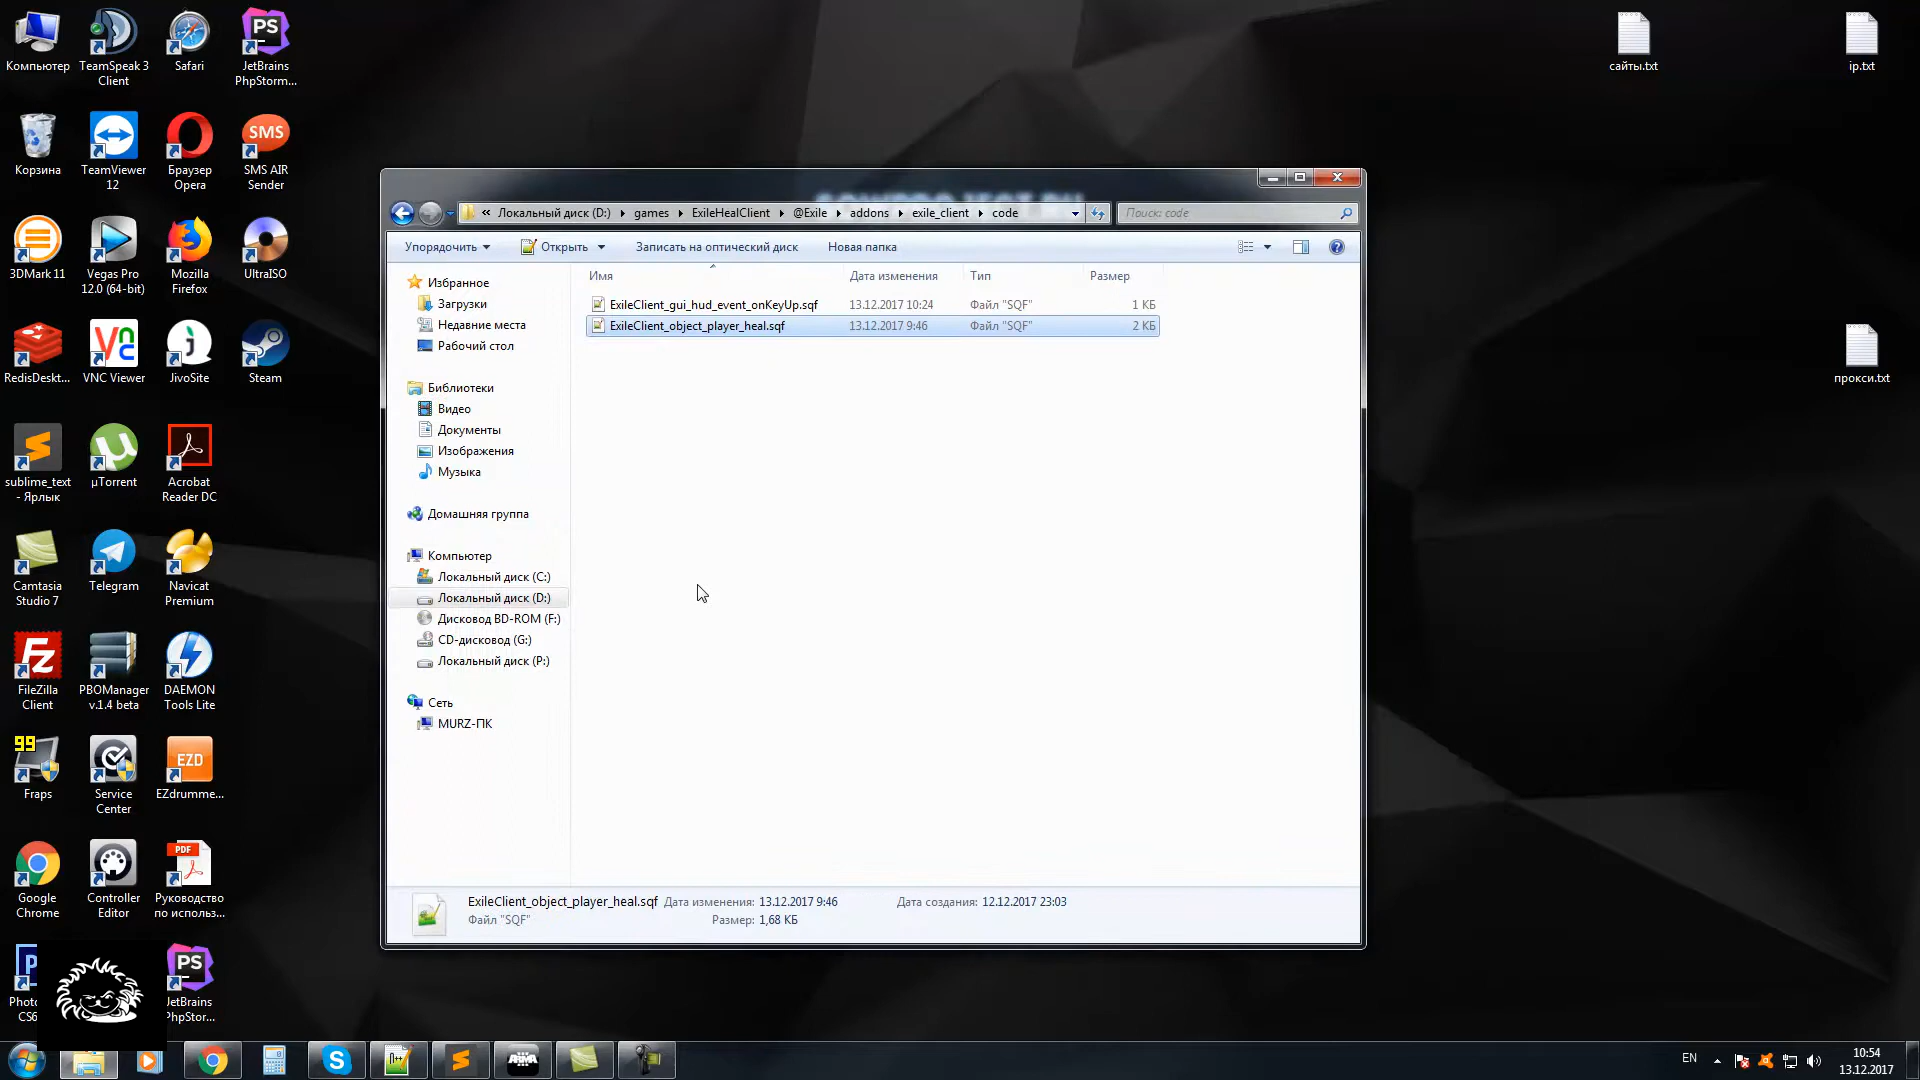 Компьютер
TeamSpeak 3
Client
Safari
PS
JetBrains
PhpStorm...
сайты.txt
ip.txt
Корзина
TeamViewer
12
Браузер
Opera
SMS
SMS AIR
Sender
3DMark 11
Vegas Pro
12.0 (64-bit)
Mozilla
Firefox
UltraISO
RedisDeskt...
VNC Viewer
JivoSite
Steam
прокси.txt
sublime_text
- Ярлык
µTorrent
Acrobat
Reader DC
Camtasia
Studio 7
Telegram
Navicat
Premium
FileZilla
Client
PBOManager
v.1.4 beta
DAEMON
Tools Lite
99
Fraps
Service
Center
EZD
EZdrumme...
Google
Chrome
Controller
Editor
PDF
Руководство
по использ...
CS6
PS
JetBrains
PhpStor...
« Локальный диск (D:) games ExileHealClient @Exile addons exile_client code
Поиск: code
Упорядочить
Открыть
Записать на оптический диск
Новая папка
Имя
Дата изменения
Тип
Размер
ExileClient_gui_hud_event_onKeyUp.sqf 13.12.2017 10:24 Файл "SQF" 1 КБ
ExileClient_object_player_heal.sqf 13.12.2017 9:46 Файл "SQF" 2 КБ
Избранное
Загрузки
Недавние места
Рабочий стол
Библиотеки
Видео
Документы
Изображения
Музыка
Домашняя группа
Компьютер
Локальный диск (C:)
Локальный диск (D:)
Дисковод BD-ROM (F:)
CD-дисковод (G:)
Локальный диск (P:)
Сеть
MURZ-ПК
ExileClient_object_player_heal.sqf Дата изменения: 13.12.2017 9:46 Дата создания: 12.12.2017 23:03
Файл "SQF" Размер: 1,68 КБ
ARMA
EN
10:54
13.12.2017